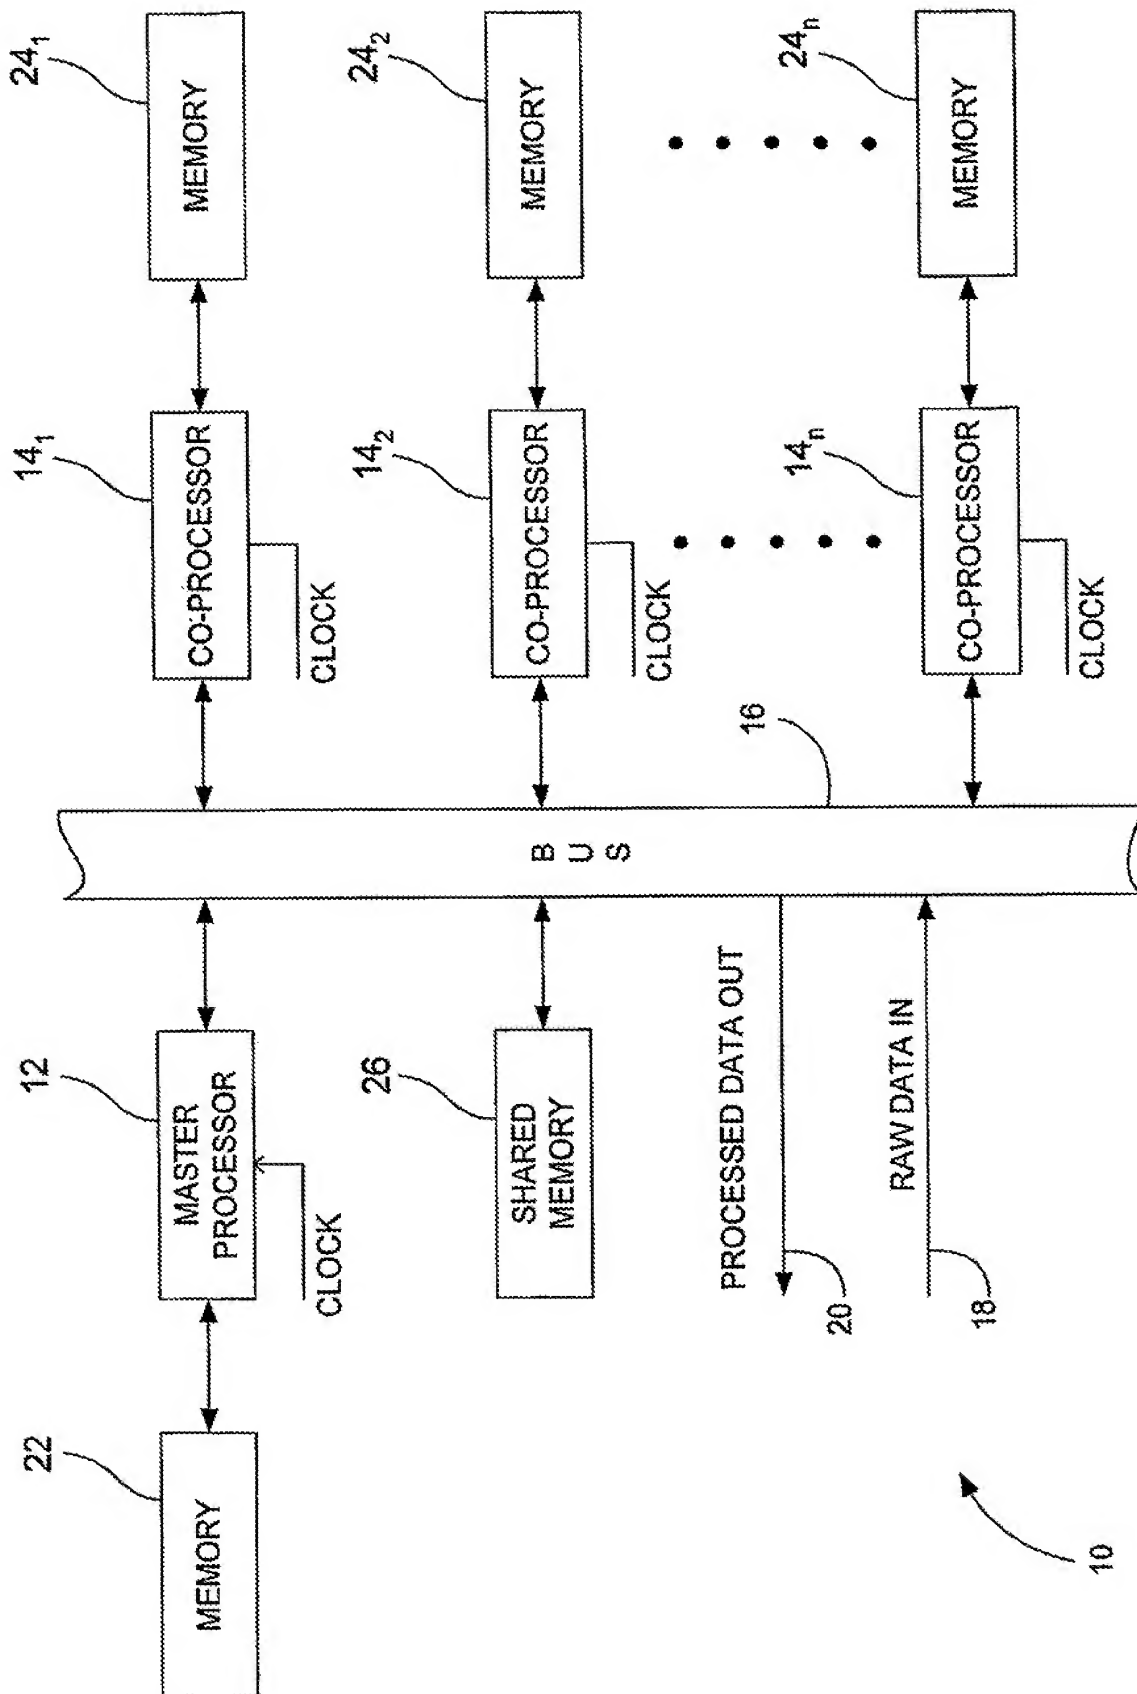 22
MEMORY
12
MASTER
PROCESSOR
CLOCK
14₁
CO-PROCESSOR
CLOCK
24₁
MEMORY
26
SHARED
MEMORY
BUS
14₂
CO-PROCESSOR
CLOCK
24₂
MEMORY
PROCESSED DATA OUT
20
16
RAW DATA IN
18
14ₙ
CO-PROCESSOR
CLOCK
24ₙ
MEMORY
10